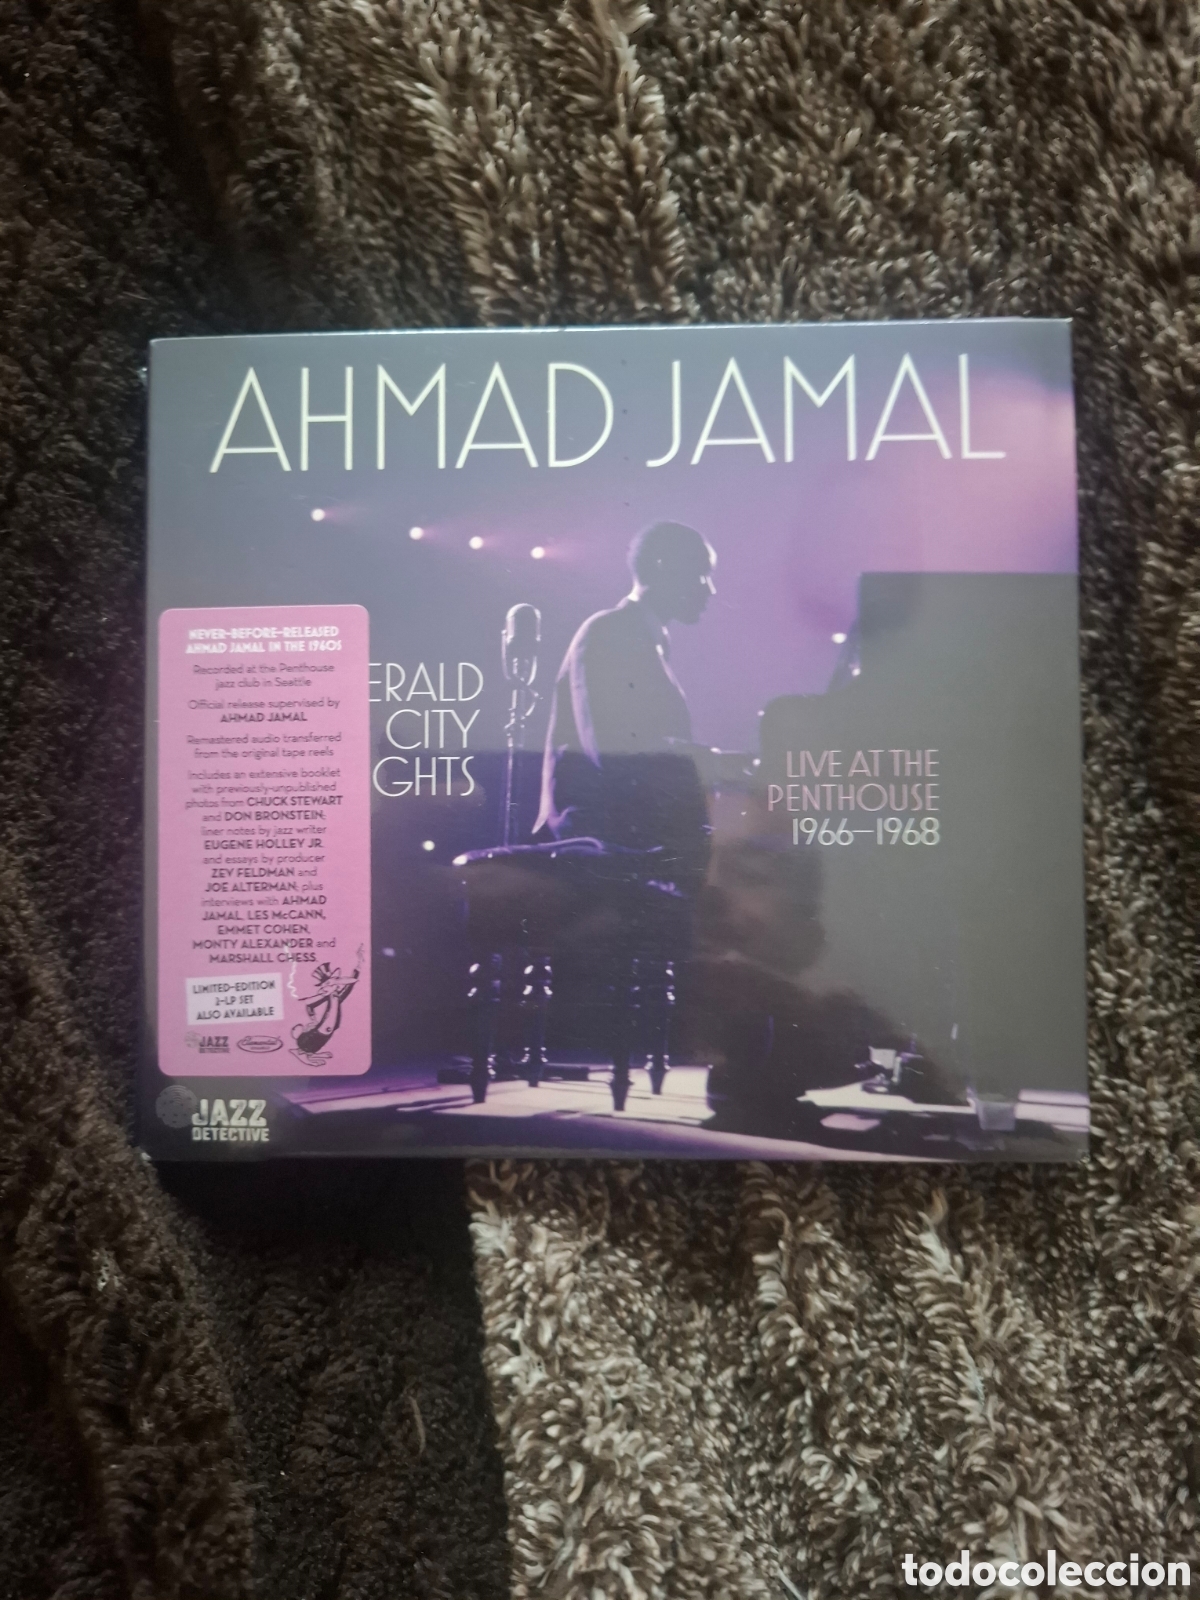 AHMAD JAMAL
NEVER-BEFORE-RELEASED
AHMAD JAMAL IN THE 1960S
Recorded at the Penthouse
jazz club in Seattle
Official release supervised by
AHMAD JAMAL
Remastered audio transferred
from the original tape reels
Includes an extensive booklet
with previously-unpublished
photos from CHUCK STEWART
and DON BRONSTEIN;
liner notes by jazz writer
EUGENE HOLLEY JR.
and essays by producer
ZEV FELDMAN and
JOE ALTERMAN; plus
interviews with AHMAD
JAMAL, LES McCANN,
EMMET COHEN,
MONTY ALEXANDER and
MARSHALL CHESS.
LIMITED-EDITION
2-LP SET
ALSO AVAILABLE
JAZZ
DETECTIVE
Elemental
ERALD
CITY
GHTS
LIVE AT THE
PENTHOUSE
1966–1968
JAZZ
DETECTIVE
todocoleccion